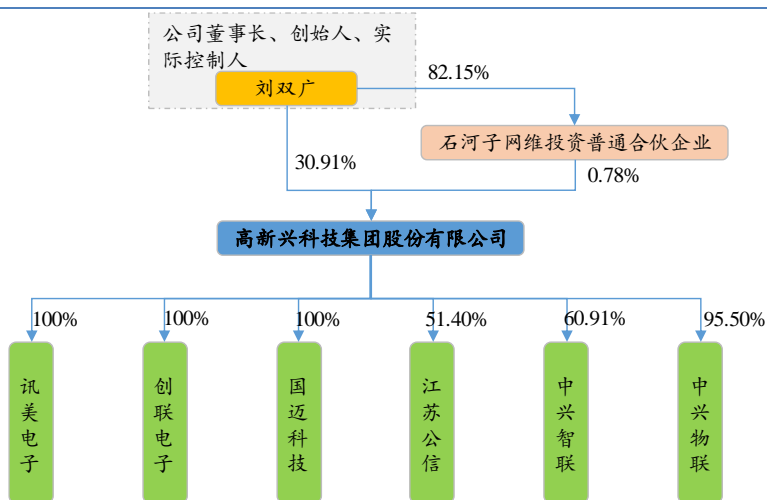 公司董事长、创始人、实
际控制人
刘双广
82.15%
石河子网维投资普通合伙企业
30.91%
0.78%
高新兴科技集团股份有限公司
100%
100%
100%
51.40%
60.91%
95.50%
讯美电子
创联电子
国迈科技
江苏公信
中兴智联
中兴物联